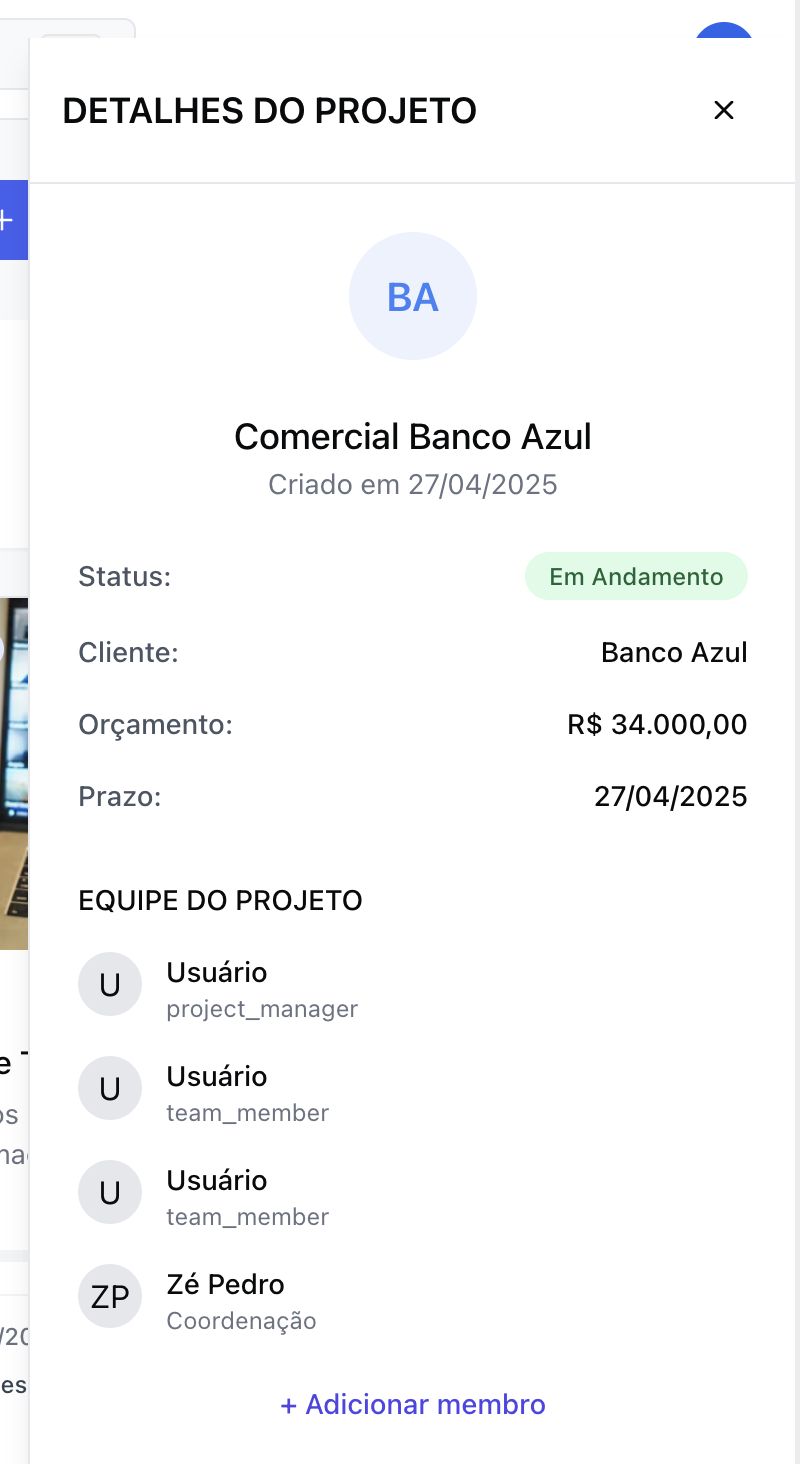 DETALHES DO PROJETO
BA
Comercial Banco Azul
Criado em 27/04/2025
Status: Em Andamento
Cliente: Banco Azul
Orçamento: R$ 34.000,00
Prazo: 27/04/2025
EQUIPE DO PROJETO
U
Usuário
project_manager
U
Usuário
team_member
U
Usuário
team_member
ZP
Zé Pedro
Coordenação
+ Adicionar membro